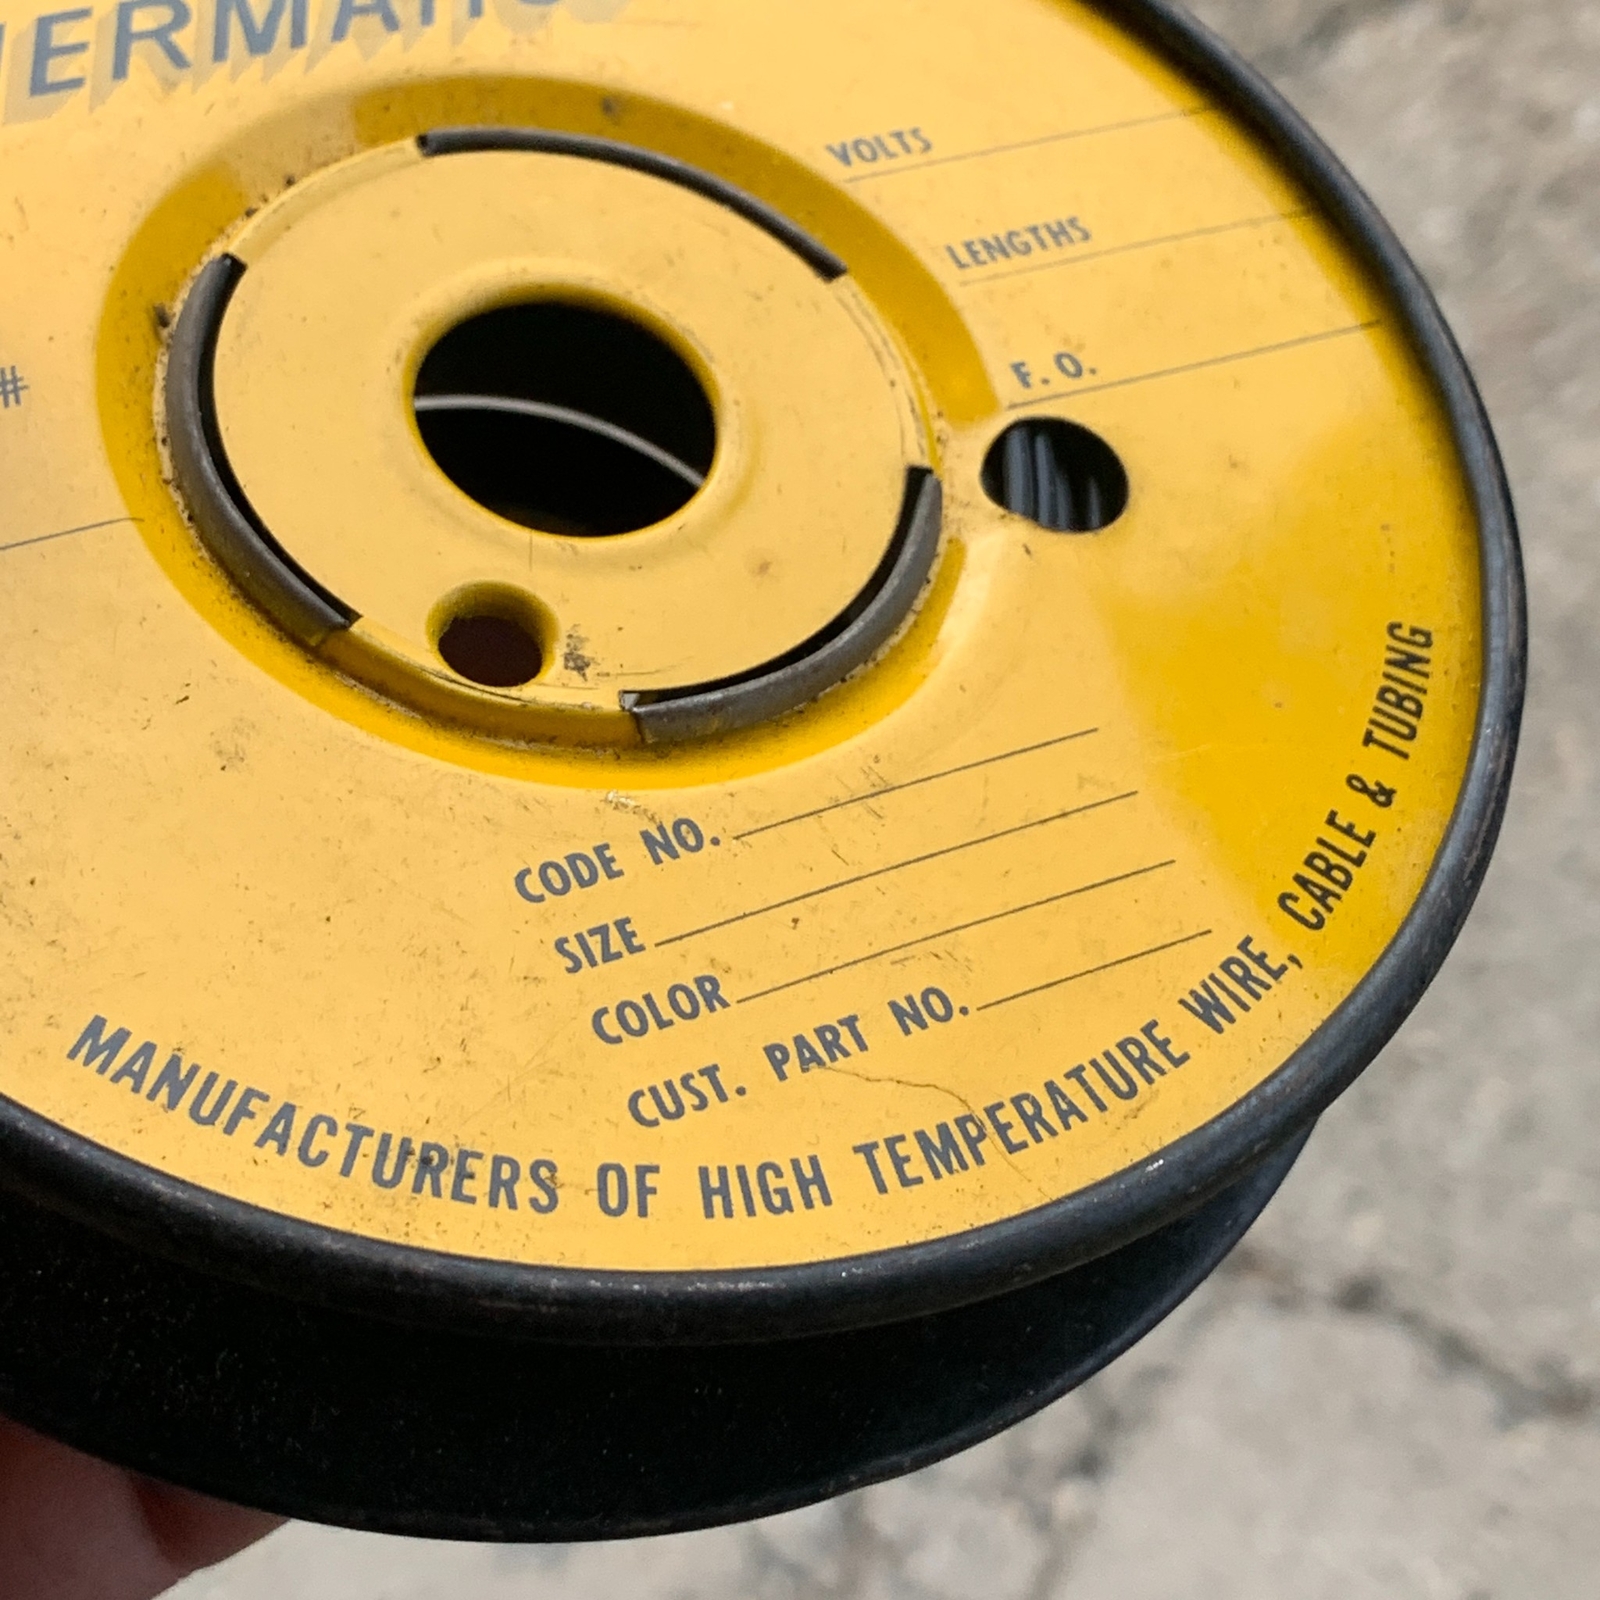 VOLTS
LENGTHS
F. O.
#
CODE NO.
SIZE
COLOR
CUST. PART NO.
MANUFACTURERS OF HIGH TEMPERATURE WIRE, CABLE & TUBING